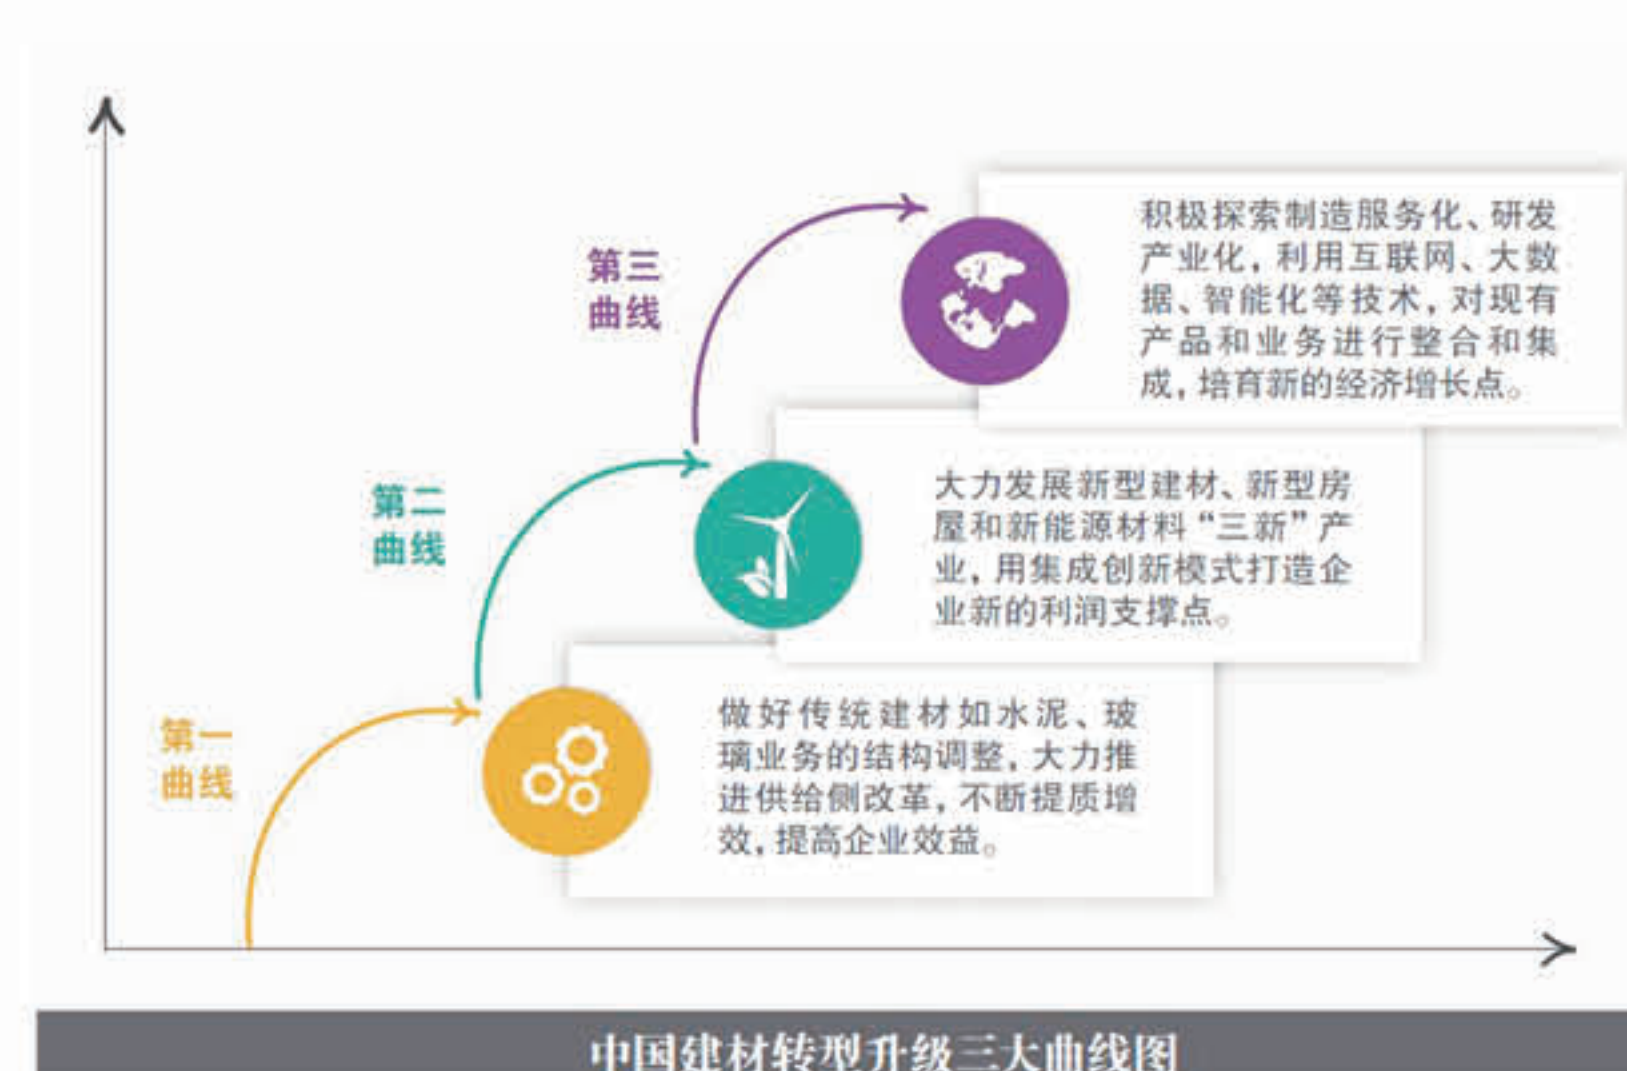 第三
曲线
积极探索制造服务化、研发
产业化，利用互联网、大数
据、智能化等技术，对现有
产品和业务进行整合和集
成，培育新的经济增长点。
第二
曲线
大力发展新型建材、新型房
屋和新能源材料“三新”产
业，用集成创新模式打造企
业新的利润支撑点。
第一
曲线
做好传统建材如水泥、玻
璃业务的结构调整，大力推
进供给侧改革，不断提质增
效，提高企业效益。
中国建材转型升级三大曲线图